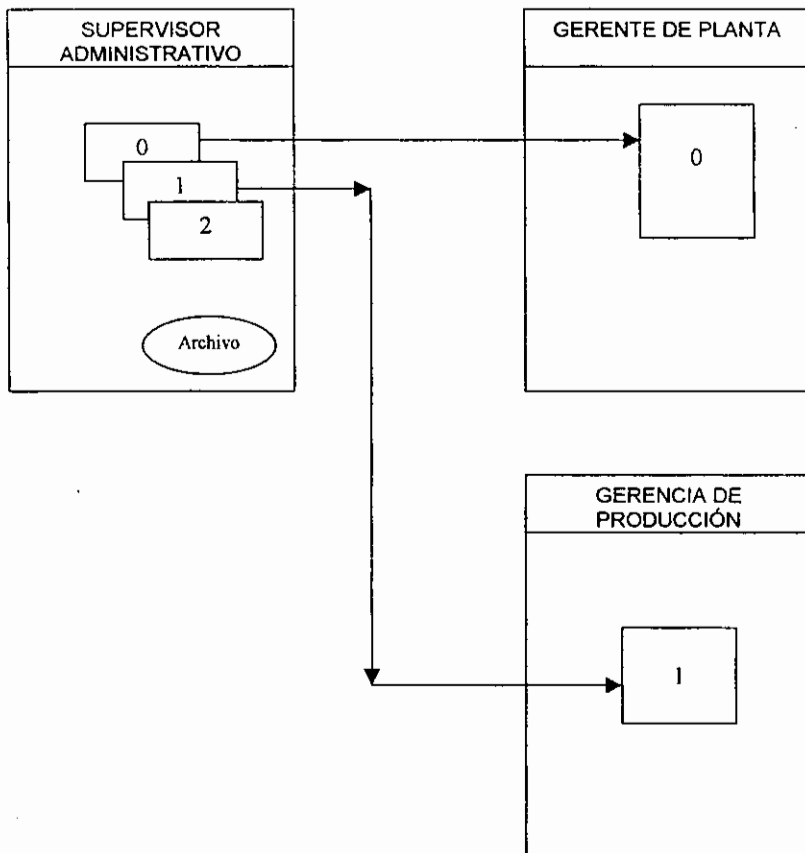 SUPERVISOR
ADMINISTRATIVO
0
1
2
Archivo
GERENTE DE PLANTA
0
GERENCIA DE
PRODUCCIÓN
1